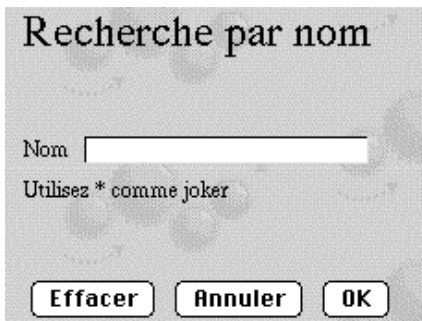 Recherche par nom
Nom
Utilisez * comme joker
Effacer Annuler OK